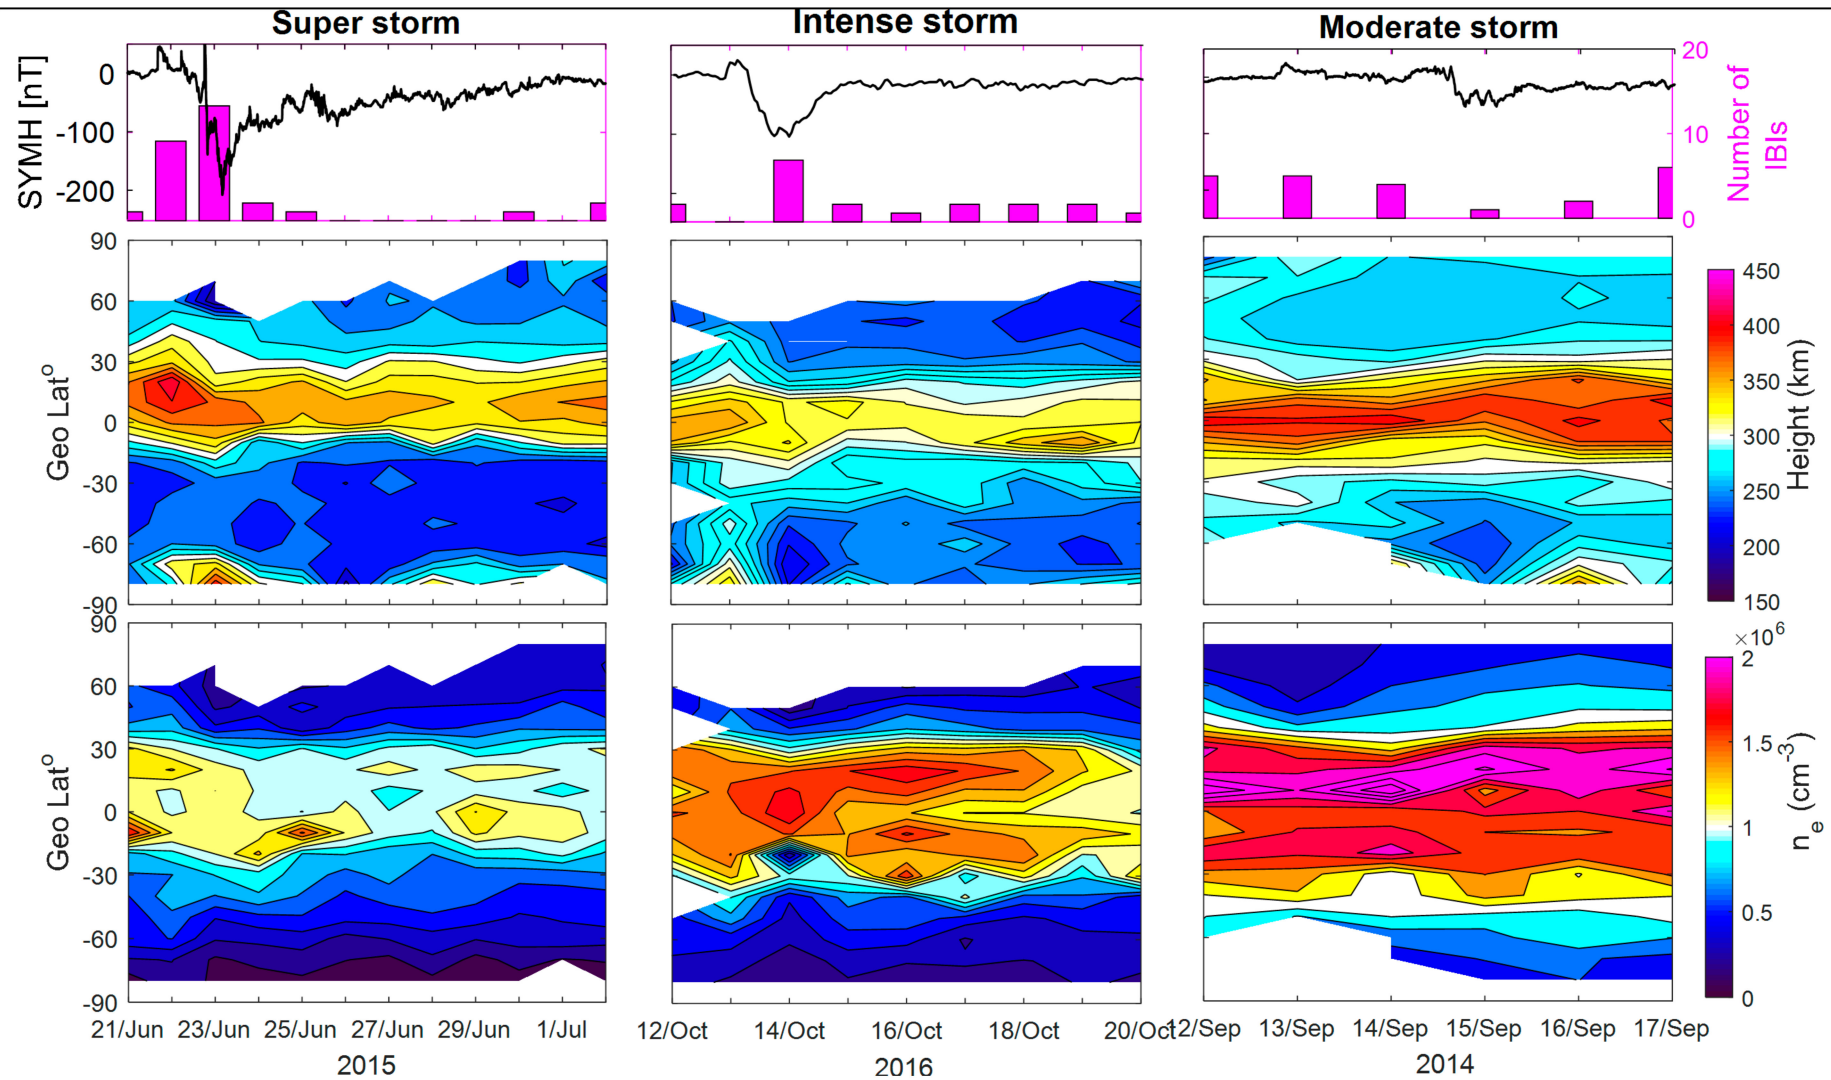 Super storm
Intense storm
Moderate storm
SYMH [nT]
0
-100
-200
20
10
0
Number of
IBIs
Geo Lat°
90
60
30
0
-30
-60
-90
450
400
350
300
250
200
150
Height (km)
Geo Lat°
90
60
30
0
-30
-60
-90
×10⁶
2
1.5
1
0.5
0
nₑ (cm⁻³)
21/Jun 23/Jun 25/Jun 27/Jun 29/Jun 1/Jul
12/Oct 14/Oct 16/Oct 18/Oct 20/Oct
12/Sep 13/Sep 14/Sep 15/Sep 16/Sep 17/Sep
2015
2016
2014